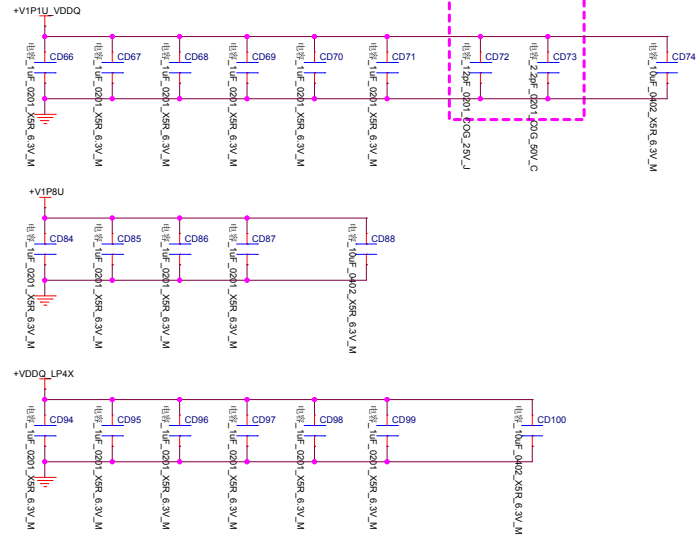 +V1P1U_VDDQ
CD66
电容_1uF_0201_X5R_6.3V_M
CD67
电容_1uF_0201_X5R_6.3V_M
CD68
电容_1uF_0201_X5R_6.3V_M
CD69
电容_1uF_0201_X5R_6.3V_M
CD70
电容_1uF_0201_X5R_6.3V_M
CD71
电容_1uF_0201_X5R_6.3V_M
CD72
电容_12pF_0201_COG_25V_J
CD73
电容_2.2pF_0201_C0G_50V_C
CD74
电容_10uF_0402_X5R_6.3V_M
+V1P8U
CD84
电容_1uF_0201_X5R_6.3V_M
CD85
电容_1uF_0201_X5R_6.3V_M
CD86
电容_1uF_0201_X5R_6.3V_M
CD87
电容_1uF_0201_X5R_6.3V_M
CD88
电容_10uF_0402_X5R_6.3V_M
+VDDQ_LP4X
CD94
电容_1uF_0201_X5R_6.3V_M
CD95
电容_1uF_0201_X5R_6.3V_M
CD96
电容_1uF_0201_X5R_6.3V_M
CD97
电容_1uF_0201_X5R_6.3V_M
CD98
电容_1uF_0201_X5R_6.3V_M
CD99
电容_1uF_0201_X5R_6.3V_M
CD100
电容_10uF_0402_X5R_6.3V_M